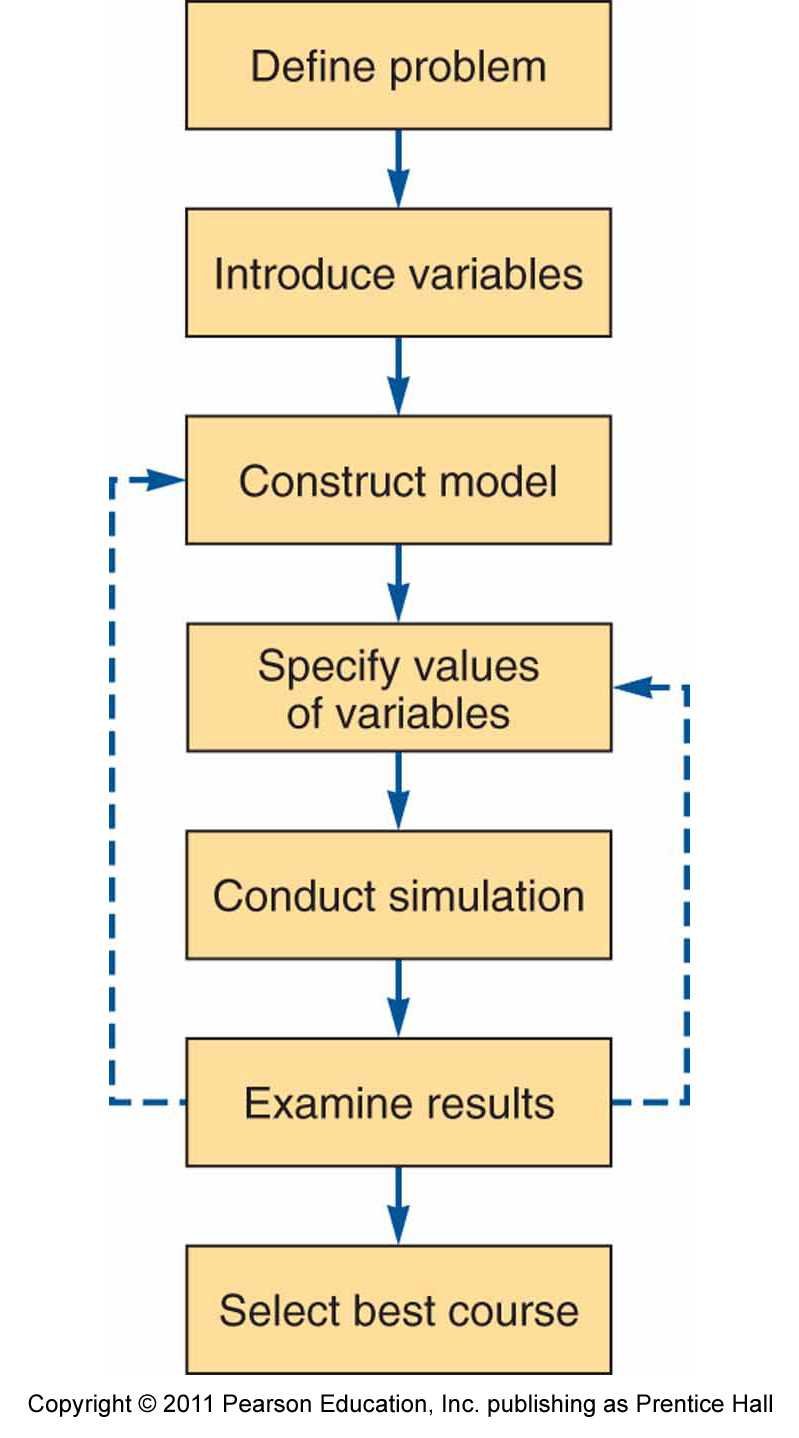 Define problem
Introduce variables
Construct model
Specify values
of variables
Conduct simulation
Examine results
Select best course
Copyright © 2011 Pearson Education, Inc. publishing as Prentice Hall